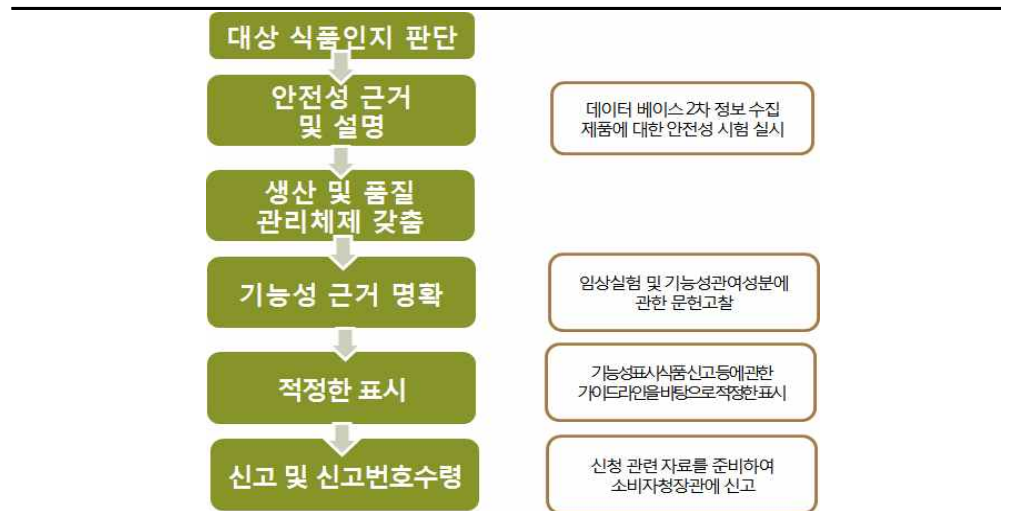 대상 식품인지 판단
안전성 근거
및 설명
데이터 베이스 2차 정보 수집
제품에 대한 안전성 시험 실시
생산 및 품질
관리체제 갖춤
기능성 근거 명확
임상실험 및 기능성관여성분에
관한 문헌고찰
적정한 표시
기능성표시식품 신고 등에 관한
가이드라인을 바탕으로 적정한 표시
신고 및 신고번호수령
신청 관련 자료를 준비하여
소비자청장관에 신고